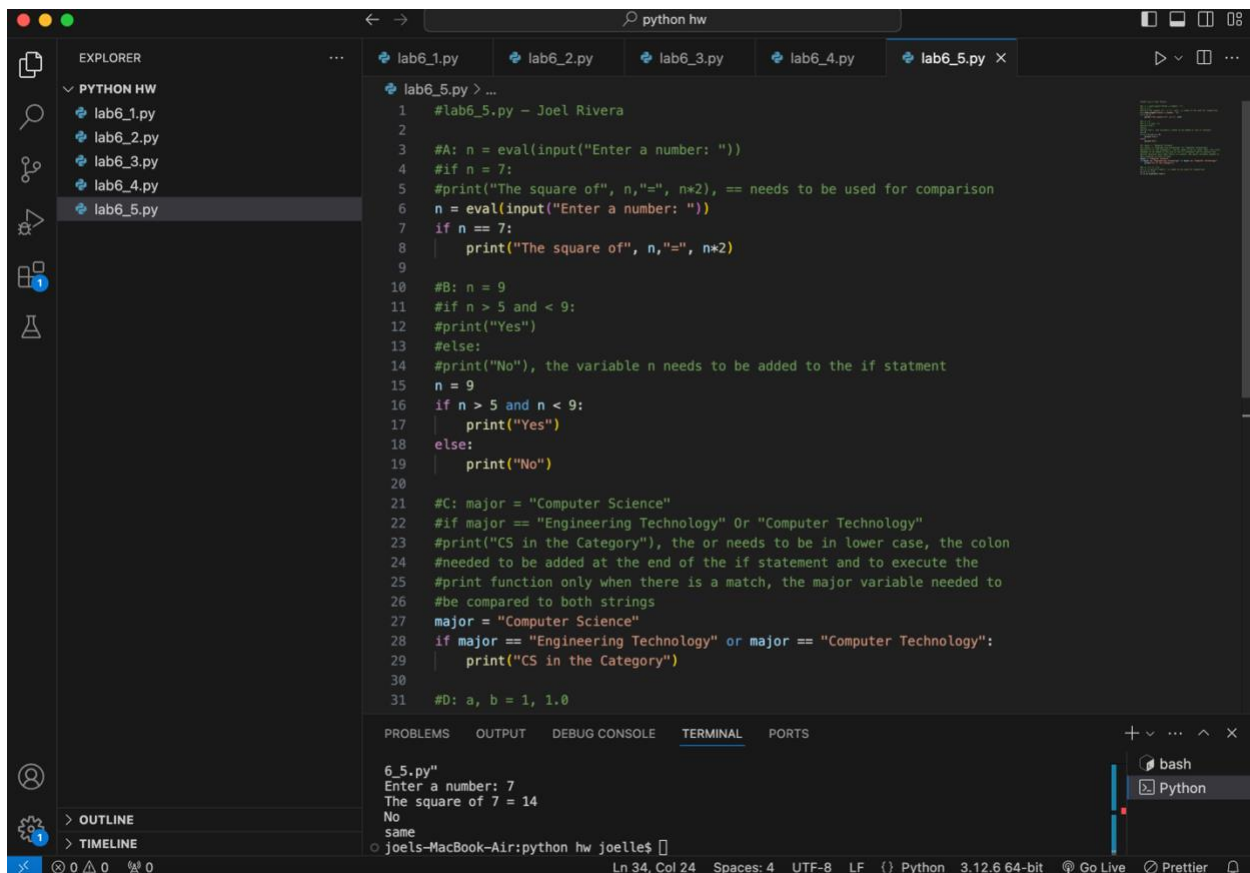 python hw
EXPLORER ...
PYTHON HW
lab6_1.py
lab6_2.py
lab6_3.py
lab6_4.py
lab6_5.py
OUTLINE
TIMELINE
lab6_1.py lab6_2.py lab6_3.py lab6_4.py lab6_5.py
lab6_5.py > ...
1 #lab6_5.py – Joel Rivera
2
3 #A: n = eval(input("Enter a number: "))
4 #if n = 7:
5 #print("The square of", n,"=", n*2), == needs to be used for comparison
6 n = eval(input("Enter a number: "))
7 if n == 7:
8     print("The square of", n,"=", n*2)
9
10 #B: n = 9
11 #if n > 5 and < 9:
12 #print("Yes")
13 #else:
14 #print("No"), the variable n needs to be added to the if statment
15 n = 9
16 if n > 5 and n < 9:
17     print("Yes")
18 else:
19     print("No")
20
21 #C: major = "Computer Science"
22 #if major == "Engineering Technology" Or "Computer Technology"
23 #print("CS in the Category"), the or needs to be in lower case, the colon
24 #needed to be added at the end of the if statement and to execute the
25 #print function only when there is a match, the major variable needed to
26 #be compared to both strings
27 major = "Computer Science"
28 if major == "Engineering Technology" or major == "Computer Technology":
29     print("CS in the Category")
30
31 #D: a, b = 1, 1.0
PROBLEMS OUTPUT DEBUG CONSOLE TERMINAL PORTS
6_5.py"
Enter a number: 7
The square of 7 = 14
No
same
joels-MacBook-Air:python hw joelle$
bash
Python
1
1
0 0 0 Ln 34, Col 24 Spaces: 4 UTF-8 LF {} Python 3.12.6 64-bit Go Live Prettier